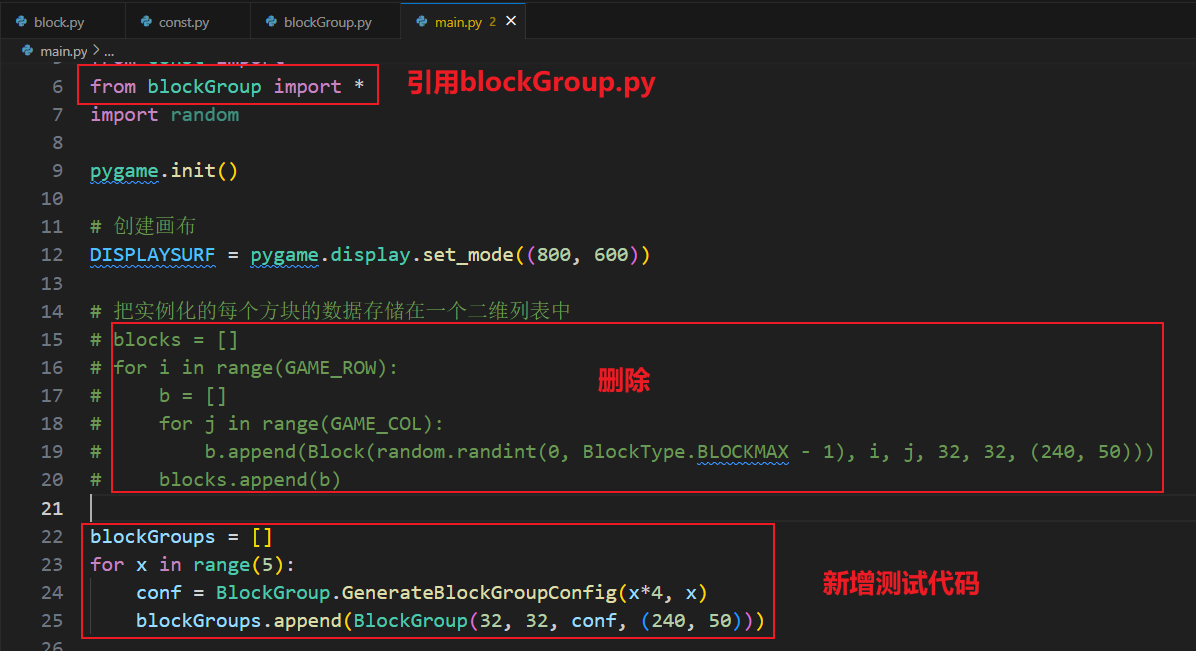 block.py const.py blockGroup.py main.py 2
main.py > ...
6 from blockGroup import * 引用blockGroup.py
7 import random
8
9 pygame.init()
10
11 # 创建画布
12 DISPLAYSURF = pygame.display.set_mode((800, 600))
13
14 # 把实例化的每个方块的数据存储在一个二维列表中
15 # blocks = []
16 # for i in range(GAME_ROW):
17 #     b = []
删除
18 #     for j in range(GAME_COL):
19 #         b.append(Block(random.randint(0, BlockType.BLOCKMAX - 1), i, j, 32, 32, (240, 50)))
20 #     blocks.append(b)
21
22 blockGroups = []
23 for x in range(5):
24     conf = BlockGroup.GenerateBlockGroupConfig(x*4, x) 新增测试代码
25     blockGroups.append(BlockGroup(32, 32, conf, (240, 50)))
26